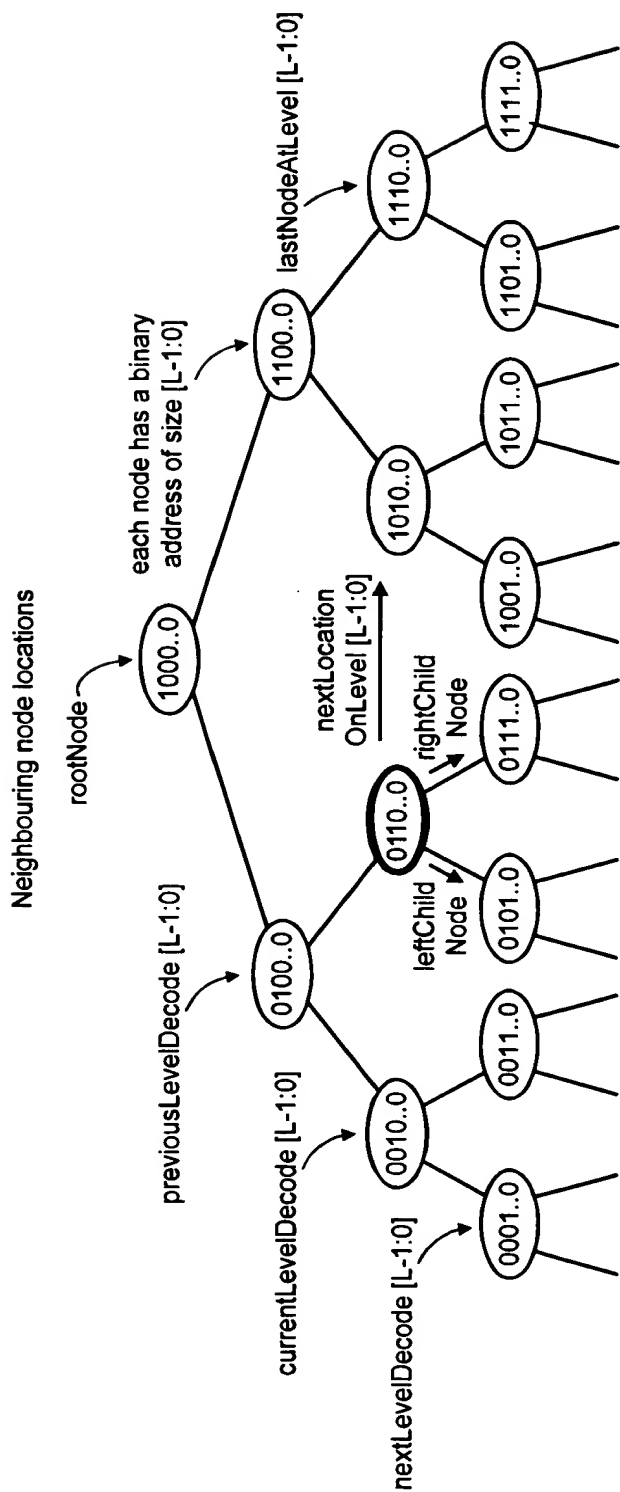 Neighbouring node locations
rootNode
1000..0
each node has a binary
address of size [L-1:0]
previousLevelDecode [L-1:0]
0100..0
1100..0
lastNodeAtLevel [L-1:0]
currentLevelDecode [L-1:0]
0010..0
0110..0
nextLocation
OnLevel [L-1:0]
1010..0
1110..0
leftChild
Node
rightChild
Node
nextLevelDecode [L-1:0]
0001..0
0011..0
0101..0
0111..0
1001..0
1011..0
1101..0
1111..0